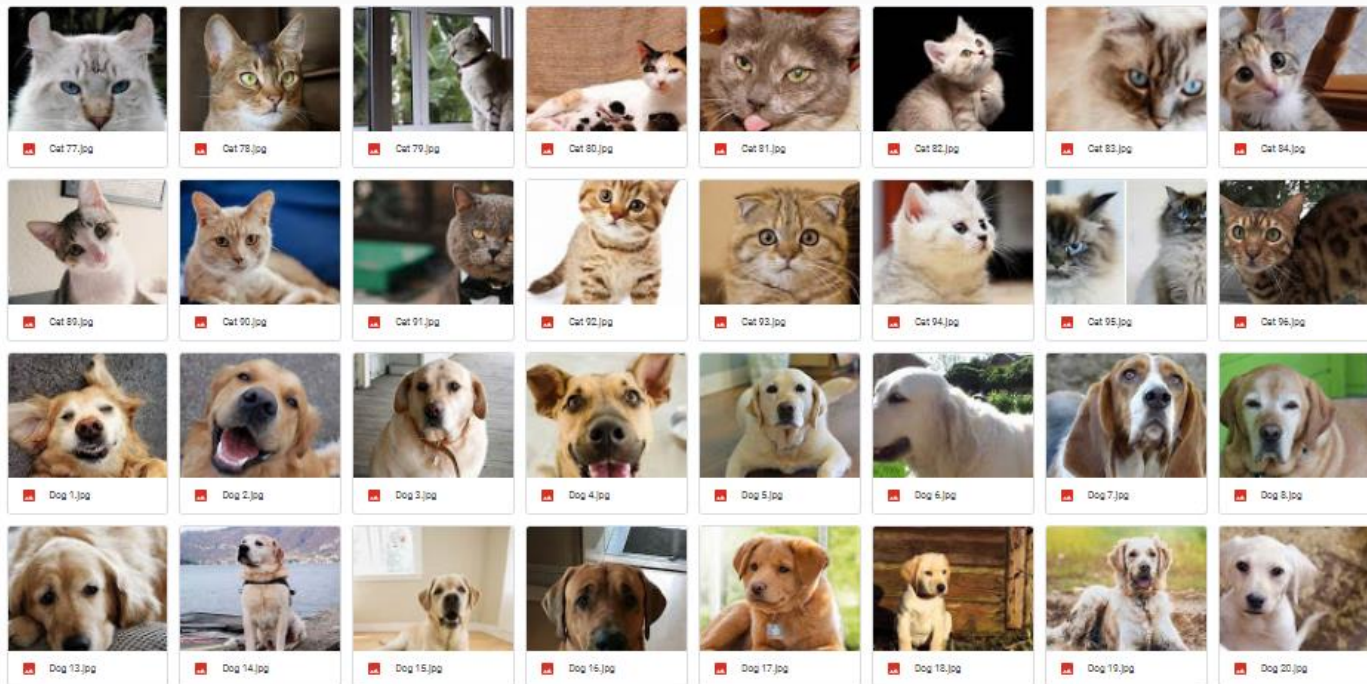 Cat 77.jpg
Cat 78.jpg
Cat 79.jpg
Cat 80.jpg
Cat 81.jpg
Cat 82.jpg
Cat 83.jpg
Cat 84.jpg
Cat 89.jpg
Cat 90.jpg
Cat 91.jpg
Cat 92.jpg
Cat 93.jpg
Cat 94.jpg
Cat 95.jpg
Cat 96.jpg
Dog 1.jpg
Dog 2.jpg
Dog 3.jpg
Dog 4.jpg
Dog 5.jpg
Dog 6.jpg
Dog 7.jpg
Dog 8.jpg
Dog 13.jpg
Dog 14.jpg
Dog 15.jpg
Dog 16.jpg
Dog 17.jpg
Dog 18.jpg
Dog 19.jpg
Dog 20.jpg